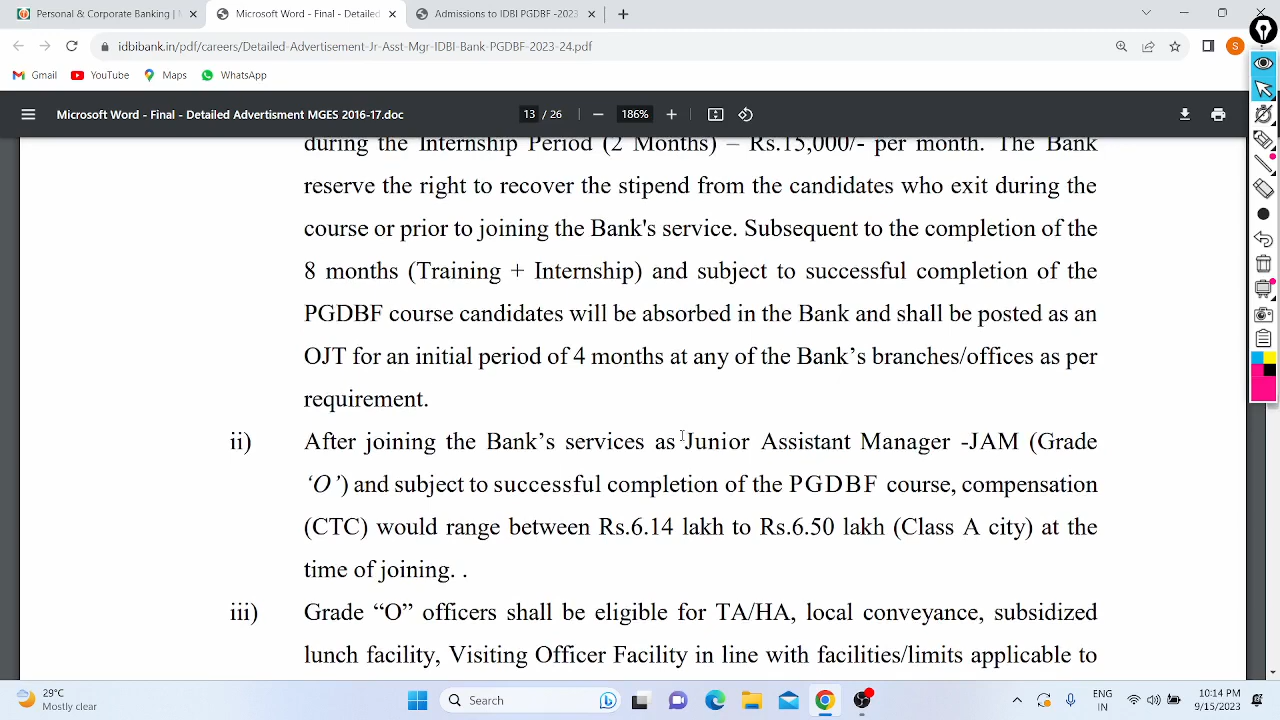 Personal & Corporate Banking | N
Microsoft Word - Final - Detailed
Admissions to IDBI PGDBF -2023
idbibank.in/pdf/careers/Detailed-Advertisement-Jr-Asst-Mgr-IDBI-Bank-PGDBF-2023-24.pdf
S
Gmail
YouTube
Maps
WhatsApp
Microsoft Word - Final - Detailed Advertisment MGES 2016-17.doc
13 / 26
186%
during the Internship Period (2 Months) – Rs.15,000/- per month. The Bank
reserve the right to recover the stipend from the candidates who exit during the
course or prior to joining the Bank's service. Subsequent to the completion of the
8 months (Training + Internship) and subject to successful completion of the
PGDBF course candidates will be absorbed in the Bank and shall be posted as an
OJT for an initial period of 4 months at any of the Bank’s branches/offices as per
requirement.
ii) After joining the Bank’s services as Junior Assistant Manager -JAM (Grade
‘O’) and subject to successful completion of the PGDBF course, compensation
(CTC) would range between Rs.6.14 lakh to Rs.6.50 lakh (Class A city) at the
time of joining. .
iii) Grade “O” officers shall be eligible for TA/HA, local conveyance, subsidized
lunch facility, Visiting Officer Facility in line with facilities/limits applicable to
29°C
Mostly clear
Search
ENG
IN
10:14 PM
9/15/2023